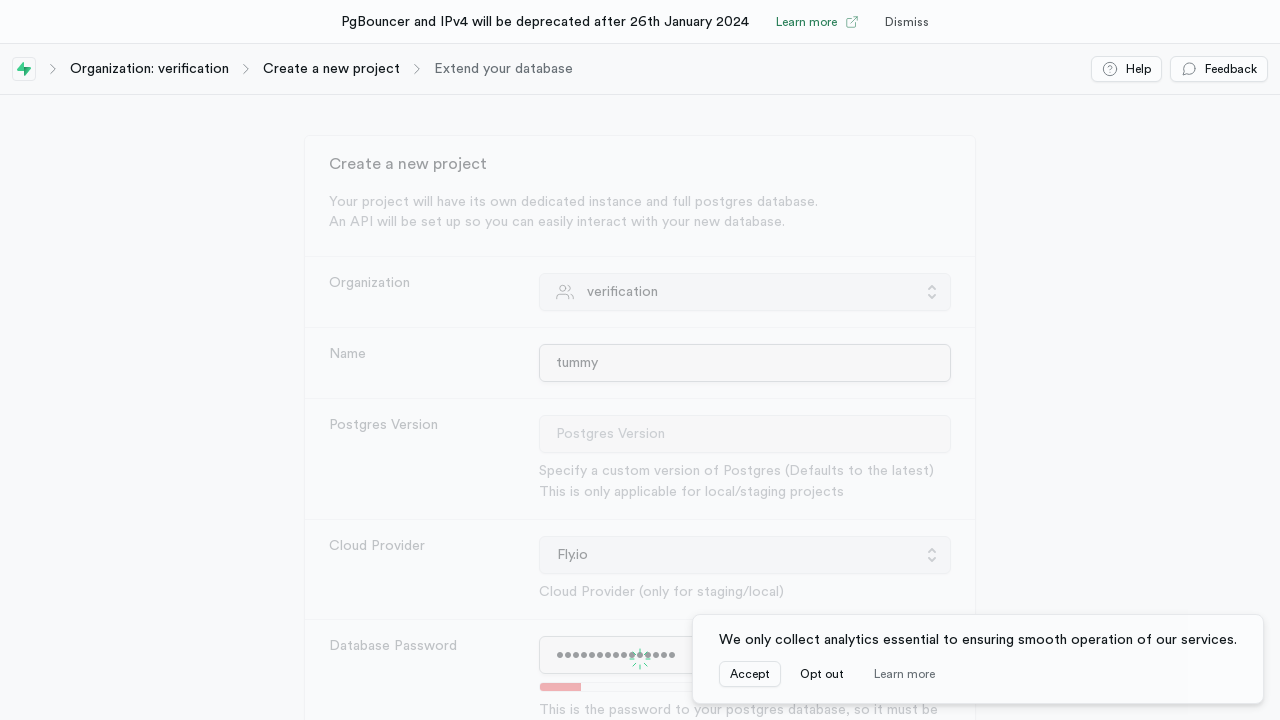 PgBouncer and IPv4 will be deprecated after 26th January 2024
Learn more
Dismiss
Organization: verification
Create a new project
Extend your database
Help
Feedback
Create a new project
Your project will have its own dedicated instance and full postgres database.
An API will be set up so you can easily interact with your new database.
Organization
verification
Name
tummy
Postgres Version
Postgres Version
Specify a custom version of Postgres (Defaults to the latest)
This is only applicable for local/staging projects
Cloud Provider
Fly.io
Cloud Provider (only for staging/local)
Database Password
This is the password to your postgres database, so it must be
We only collect analytics essential to ensuring smooth operation of our services.
Accept
Opt out
Learn more